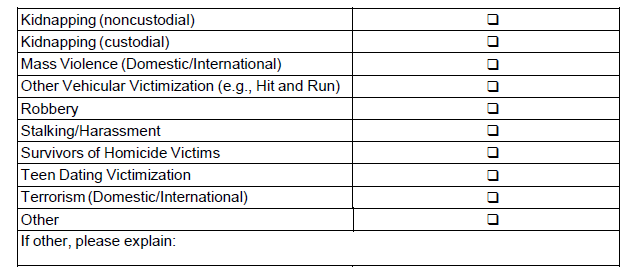 Kidnapping (noncustodial) ❑
Kidnapping (custodial) ❑
Mass Violence (Domestic/International) ❑
Other Vehicular Victimization (e.g., Hit and Run) ❑
Robbery ❑
Stalking/Harassment ❑
Survivors of Homicide Victims ❑
Teen Dating Victimization ❑
Terrorism (Domestic/International) ❑
Other ❑
If other, please explain: